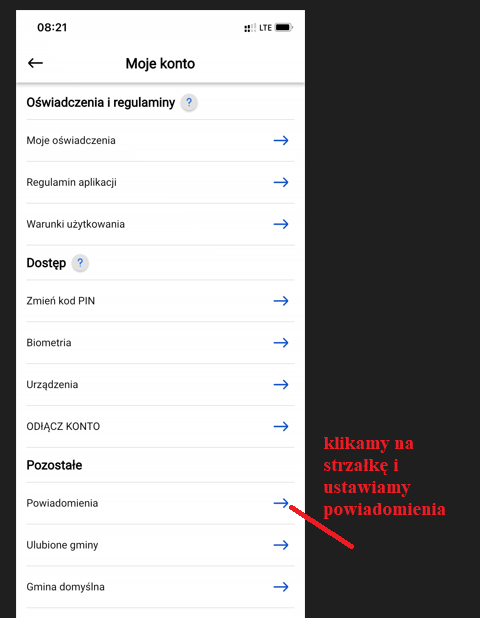 08:21 LTE
Moje konto
Oświadczenia i regulaminy ?
Moje oświadczenia
Regulamin aplikacji
Warunki użytkowania
Dostęp ?
Zmień kod PIN
Biometria
Urządzenia
ODŁĄCZ KONTO
Pozostałe
Powiadomienia
Ulubione gminy
Gmina domyślna
klikamy na
strzałkę i
ustawiamy
powiadomienia